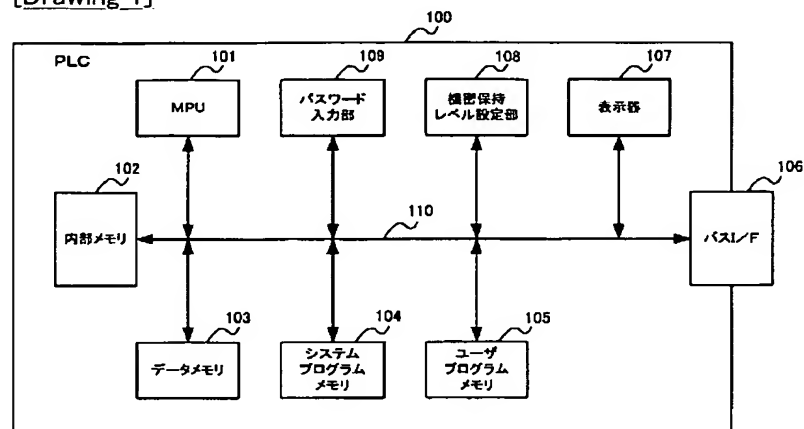 [Drawing 1]
100
PLC
101
109
108
107
MPU
パスワード
入力部
機密保持
レベル設定部
表示器
102
106
内部メモリ
110
バスI/F
103
104
105
データメモリ
システム
プログラム
メモリ
ユーザ
プログラム
メモリ